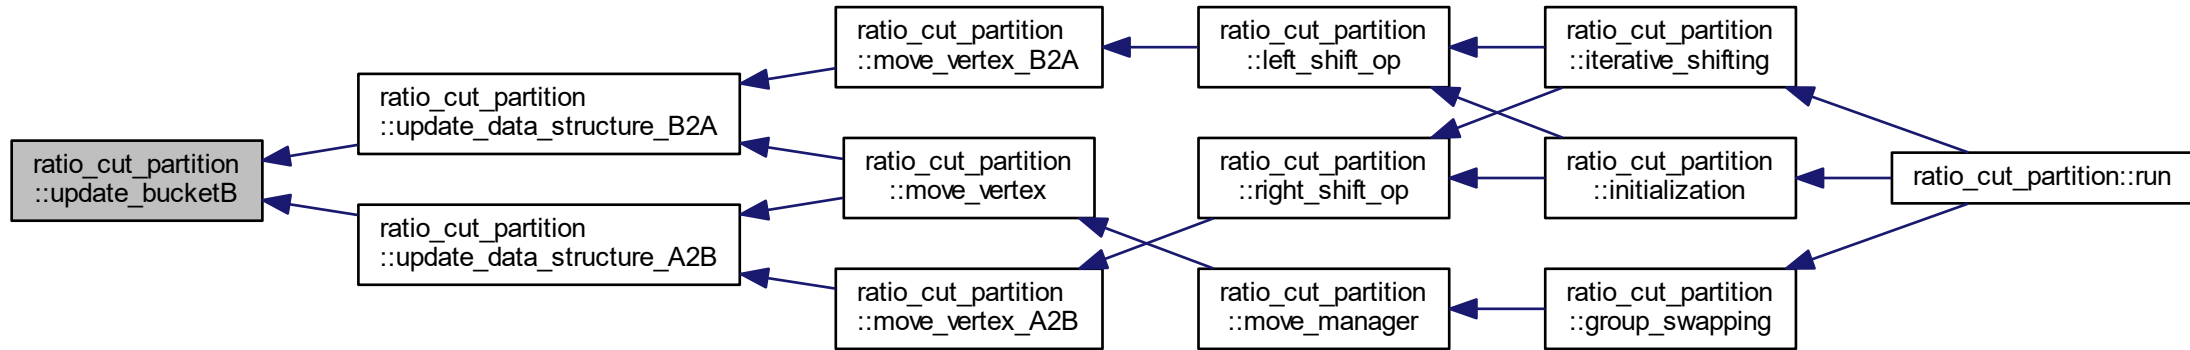 ratio_cut_partition
::update_bucketB
ratio_cut_partition
::update_data_structure_B2A
ratio_cut_partition
::update_data_structure_A2B
ratio_cut_partition
::move_vertex_B2A
ratio_cut_partition
::move_vertex
ratio_cut_partition
::move_vertex_A2B
ratio_cut_partition
::left_shift_op
ratio_cut_partition
::right_shift_op
ratio_cut_partition
::move_manager
ratio_cut_partition
::iterative_shifting
ratio_cut_partition
::initialization
ratio_cut_partition
::group_swapping
ratio_cut_partition::run